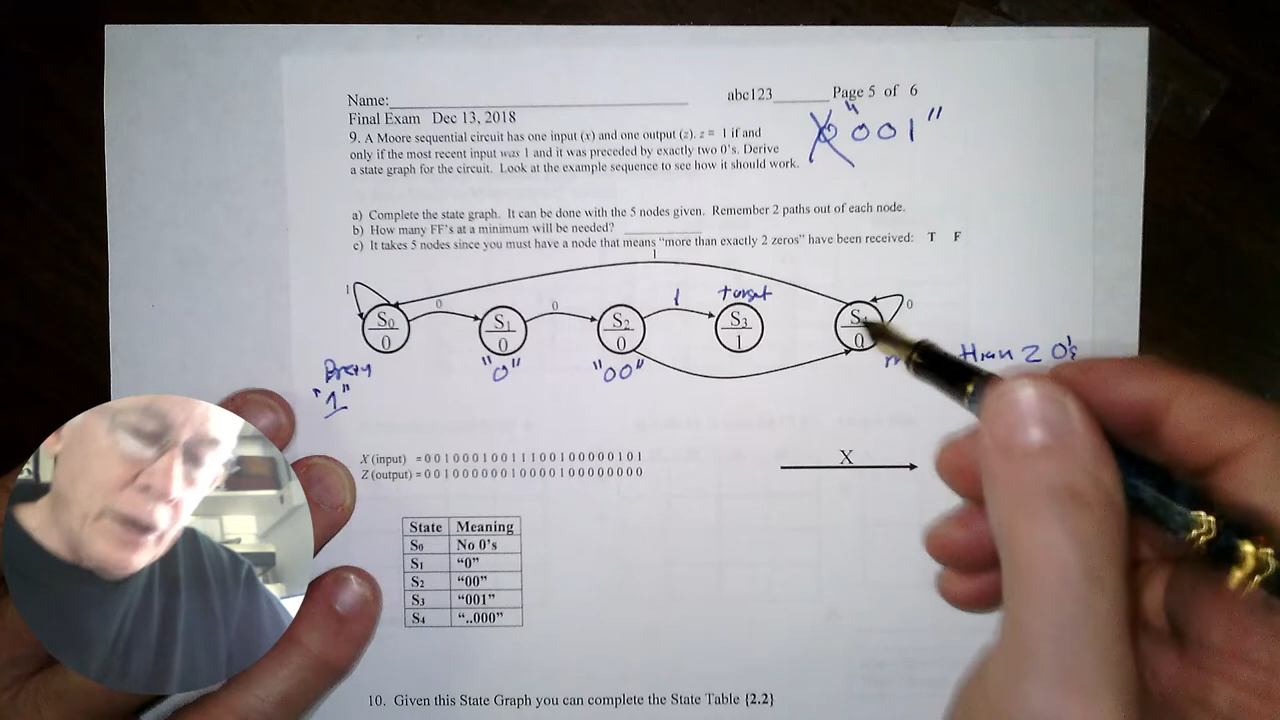 Name:____________________ abc123______ Page 5 of 6
Final Exam Dec 13, 2018
"001"
9. A Moore sequential circuit has one input (x) and one output (z). z = 1 if and
only if the most recent input was 1 and it was preceded by exactly two 0's. Derive
a state graph for the circuit. Look at the example sequence to see how it should work.
a) Complete the state graph. It can be done with the 5 nodes given. Remember 2 paths out of each node.
b) How many FF's at a minimum will be needed? __________
c) It takes 5 nodes since you must have a node that means "more than exactly 2 zeros" have been received: T F
1
1 0 0 1 target 0
S0 S1 S2 S3
0 0 0 1 0
"0" "00" than 2 0's
"1"
X (input) = 0 0 1 0 0 0 1 0 0 1 1 1 0 0 1 0 0 0 0 0 1 0 1
Z (output) = 0 0 1 0 0 0 0 0 0 1 0 0 0 0 1 0 0 0 0 0 0 0 0
X
State Meaning
S0 No 0's
S1 "0"
S2 "00"
S3 "001"
S4 "..000"
10. Given this State Graph you can complete the State Table {2.2}